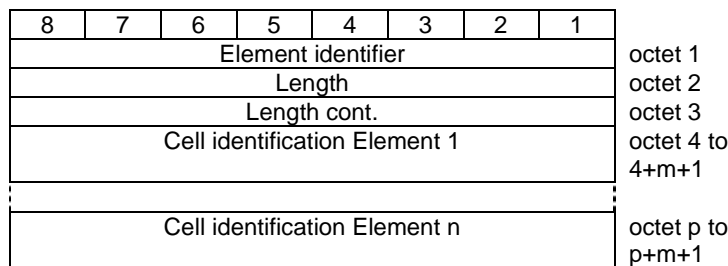 8 7 6 5 4 3 2 1
Element identifier octet 1
Length octet 2
Length cont. octet 3
Cell identification Element 1 octet 4 to
4+m+1
Cell identification Element n octet p to
p+m+1